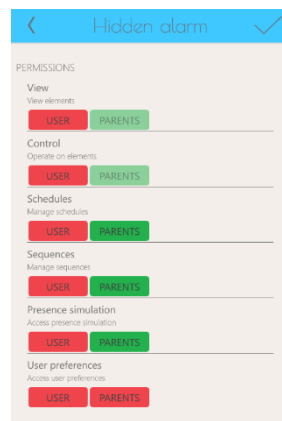 Hidden alarm
PERMISSIONS
View
View elements
USER PARENTS
Control
Operate on elements
USER PARENTS
Schedules
Manage schedules
USER PARENTS
Sequences
Manage sequences
USER PARENTS
Presence simulation
Access presence simulation
USER PARENTS
User preferences
Access user preferences
USER PARENTS